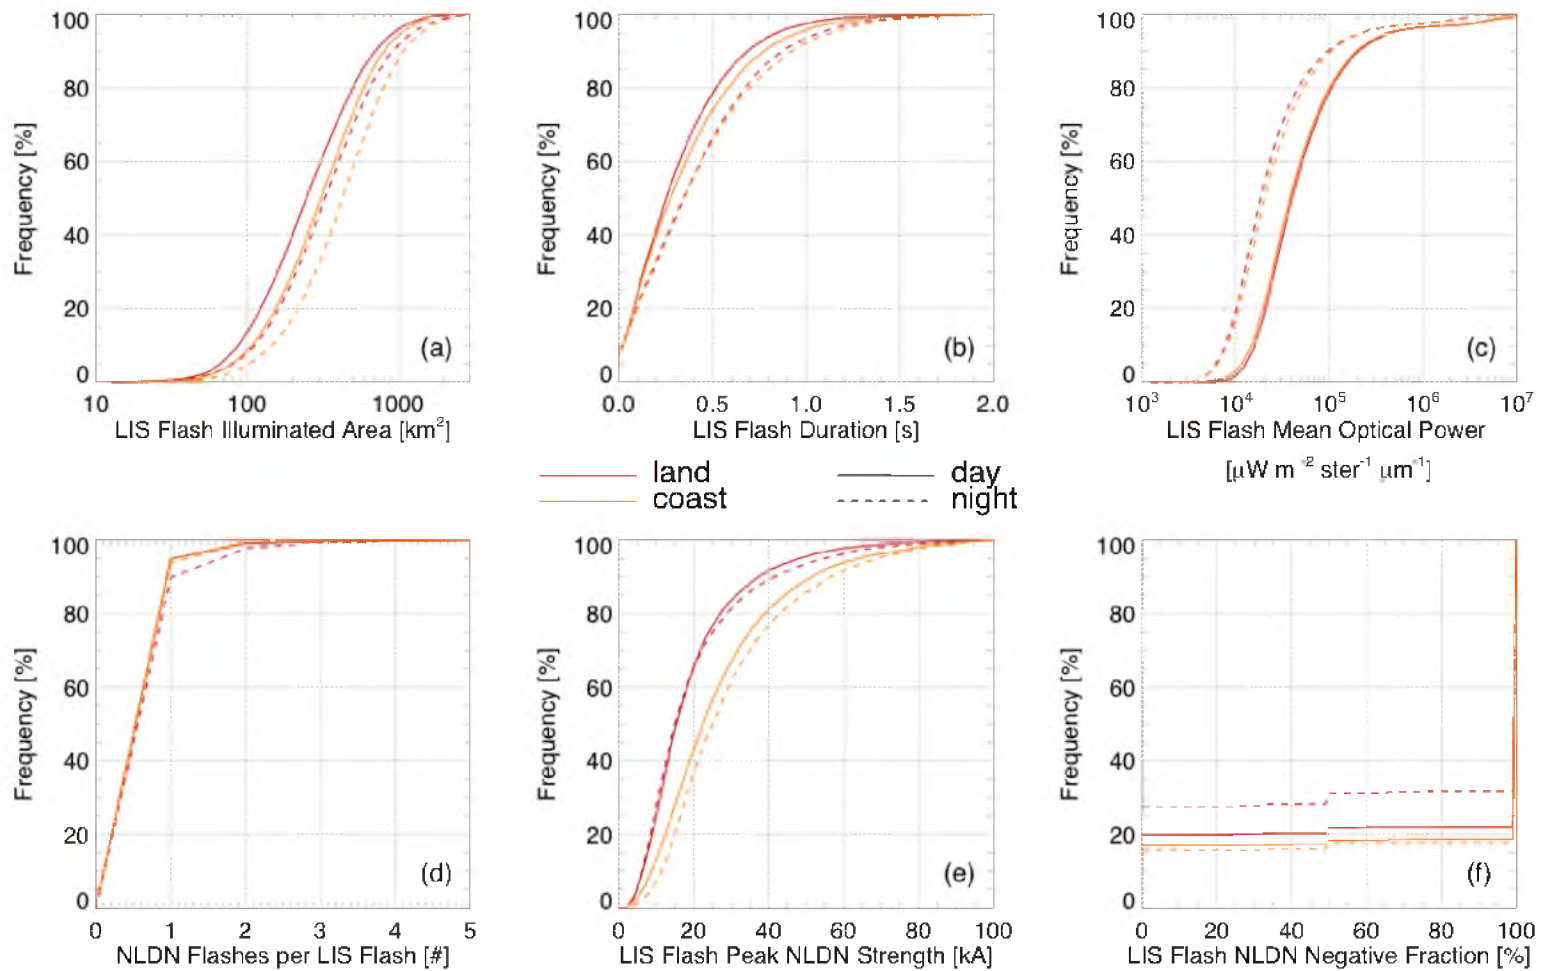 100
80
60
40
20
0
Frequency [%]
(a)
10 100 1000
LIS Flash Illuminated Area [km²]
100
80
60
40
20
0
Frequency [%]
(b)
0.0 0.5 1.0 1.5 2.0
LIS Flash Duration [s]
100
80
60
40
20
0
Frequency [%]
(c)
10³ 10⁴ 10⁵ 10⁶ 10⁷
LIS Flash Mean Optical Power
[μW m⁻² ster⁻¹ μm⁻¹]
land day
coast night
100
80
60
40
20
0
Frequency [%]
(d)
0 1 2 3 4 5
NLDN Flashes per LIS Flash [#]
100
80
60
40
20
0
Frequency [%]
(e)
0 20 40 60 80 100
LIS Flash Peak NLDN Strength [kA]
100
80
60
40
20
0
Frequency [%]
(f)
0 20 40 60 80 100
LIS Flash NLDN Negative Fraction [%]